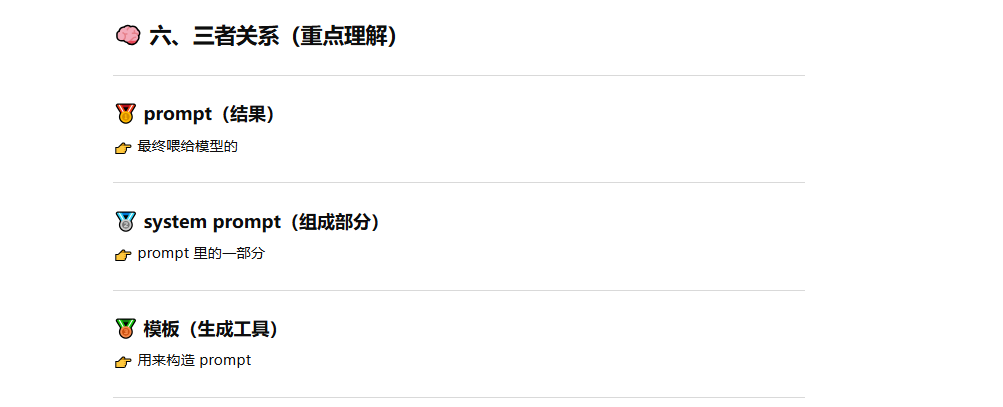 🧠 六、三者关系（重点理解）
🥇 prompt（结果）
👉 最终喂给模型的
🥈 system prompt（组成部分）
👉 prompt 里的一部分
🥉 模板（生成工具）
👉 用来构造 prompt